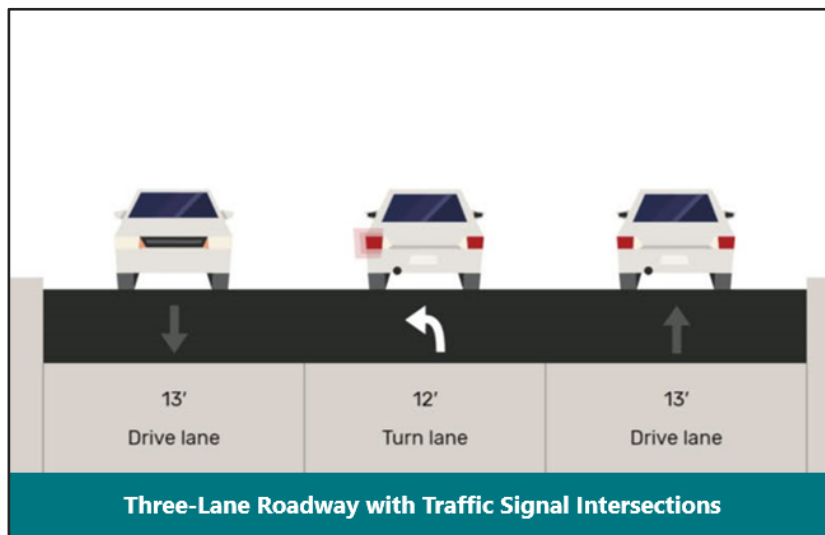 13′ 12′ 13′
Drive lane Turn lane Drive lane
Three-Lane Roadway with Traffic Signal Intersections